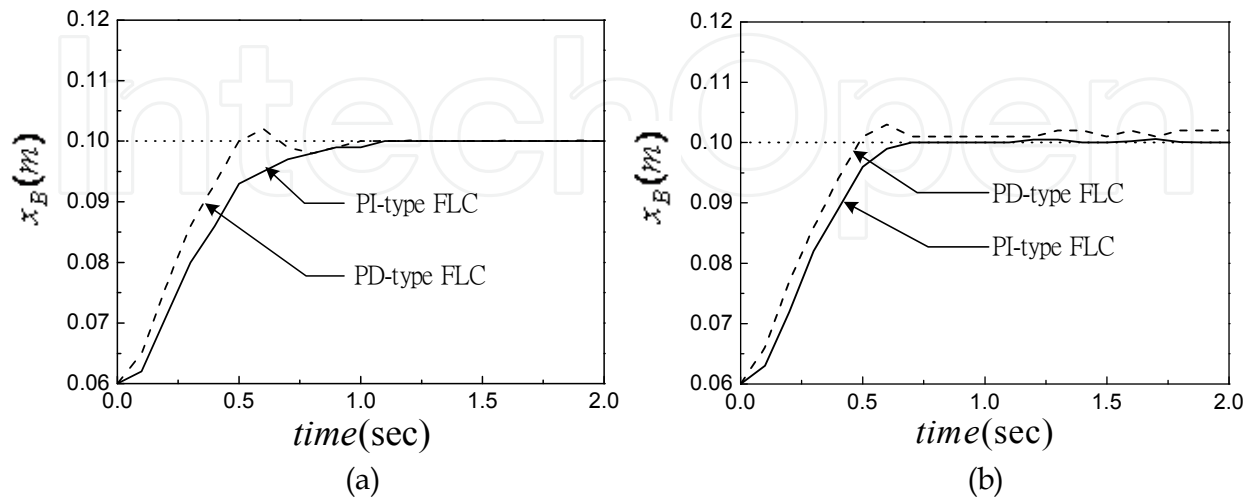 IntechOpen
0.12
0.11
0.10
0.09
0.08
0.07
0.06
x_B(m)
PI-type FLC
PD-type FLC
0.0 0.5 1.0 1.5 2.0
time(sec)
(a)
0.12
0.11
0.10
0.09
0.08
0.07
0.06
x_B(m)
PD-type FLC
PI-type FLC
0.0 0.5 1.0 1.5 2.0
time(sec)
(b)